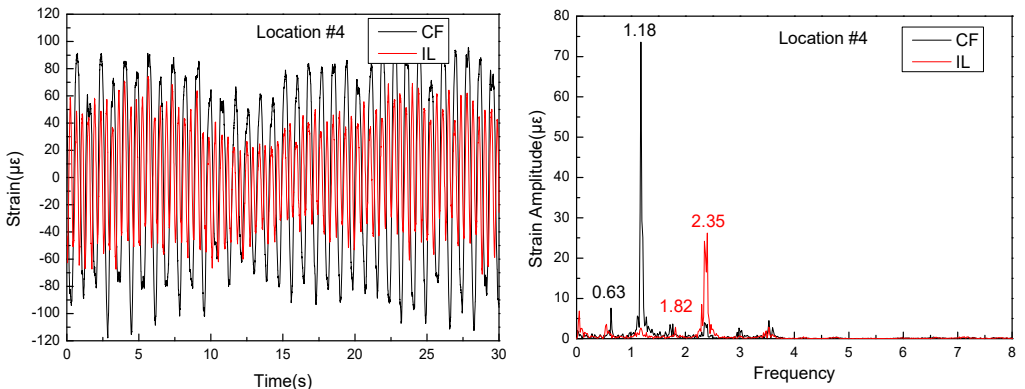 Location #4
CF
IL
Strain(µε)
120
100
80
60
40
20
0
-20
-40
-60
-80
-100
-120
0 5 10 15 20 25 30
Time(s)
Location #4
CF
IL
1.18
2.35
1.82
0.63
Strain Amplitude(µε)
80
70
60
50
40
30
20
10
0
0 1 2 3 4 5 6 7 8
Frequency